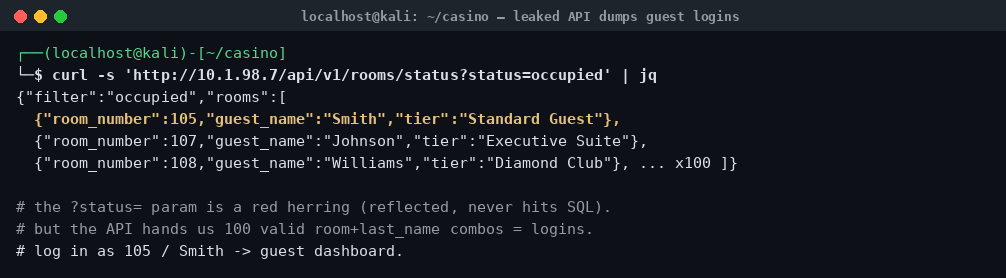 localhost@kali: ~/casino — leaked API dumps guest logins
┌──(localhost@kali)-[~/casino]
└─$ curl -s 'http://10.1.98.7/api/v1/rooms/status?status=occupied' | jq
{"filter":"occupied","rooms":[
  {"room_number":105,"guest_name":"Smith","tier":"Standard Guest"},
  {"room_number":107,"guest_name":"Johnson","tier":"Executive Suite"},
  {"room_number":108,"guest_name":"Williams","tier":"Diamond Club"}, ... x100 ]}
# the ?status= param is a red herring (reflected, never hits SQL).
# but the API hands us 100 valid room+last_name combos = logins.
# log in as 105 / Smith -> guest dashboard.